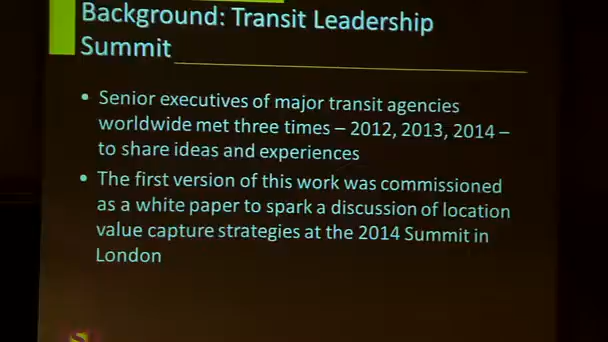 Background: Transit Leadership
Summit
• Senior executives of major transit agencies
worldwide met three times – 2012, 2013, 2014 –
to share ideas and experiences
• The first version of this work was commissioned
as a white paper to spark a discussion of location
value capture strategies at the 2014 Summit in
London